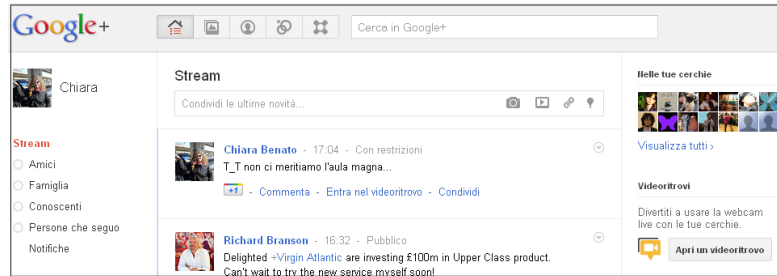 Google+
Cerca in Google+
Chiara
Stream
Condividi le ultime novità...
Stream
Amici
Famiglia
Conoscenti
Persone che seguo
Notifiche
Chiara Benato - 17:04 - Con restrizioni
T_T non ci meritiamo l'aula magna...
+1 - Commenta - Entra nel videoritrovo - Condividi
Richard Branson - 16:32 - Pubblico
Delighted +Virgin Atlantic are investing £100m in Upper Class product.
Can't wait to try the new service myself soon!
Nelle tue cerchie
Visualizza tutti ›
Videoritrovi
Divertiti a usare la webcam
live con le tue cerchie.
Apri un videoritrovo